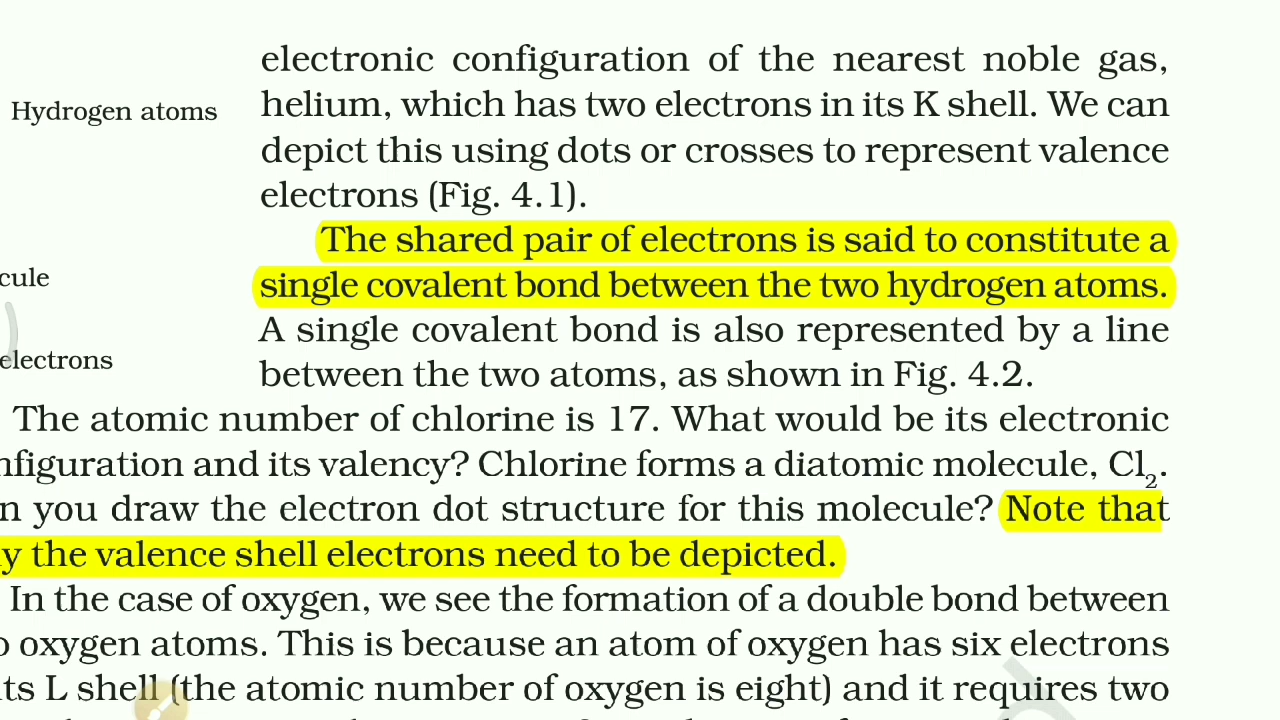 electronic configuration of the nearest noble gas,
Hydrogen atoms
helium, which has two electrons in its K shell. We can
depict this using dots or crosses to represent valence
electrons (Fig. 4.1).
The shared pair of electrons is said to constitute a
cule
single covalent bond between the two hydrogen atoms.
A single covalent bond is also represented by a line
electrons
between the two atoms, as shown in Fig. 4.2.
The atomic number of chlorine is 17. What would be its electronic
nfiguration and its valency? Chlorine forms a diatomic molecule, Cl₂.
n you draw the electron dot structure for this molecule? Note that
y the valence shell electrons need to be depicted.
In the case of oxygen, we see the formation of a double bond between
o oxygen atoms. This is because an atom of oxygen has six electrons
ts L shell (the atomic number of oxygen is eight) and it requires two